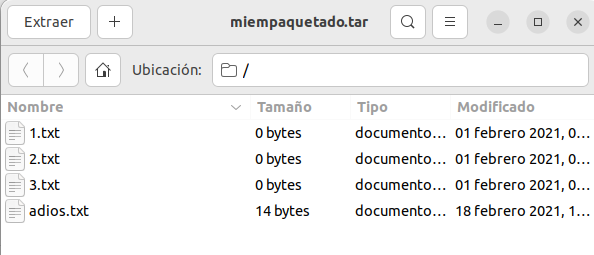 Extraer + miempaquetado.tar
Ubicación: /
Nombre Tamaño Tipo Modificado
1.txt 0 bytes documento... 01 febrero 2021, 0...
2.txt 0 bytes documento... 01 febrero 2021, 0...
3.txt 0 bytes documento... 01 febrero 2021, 0...
adios.txt 14 bytes documento... 18 febrero 2021, 1...